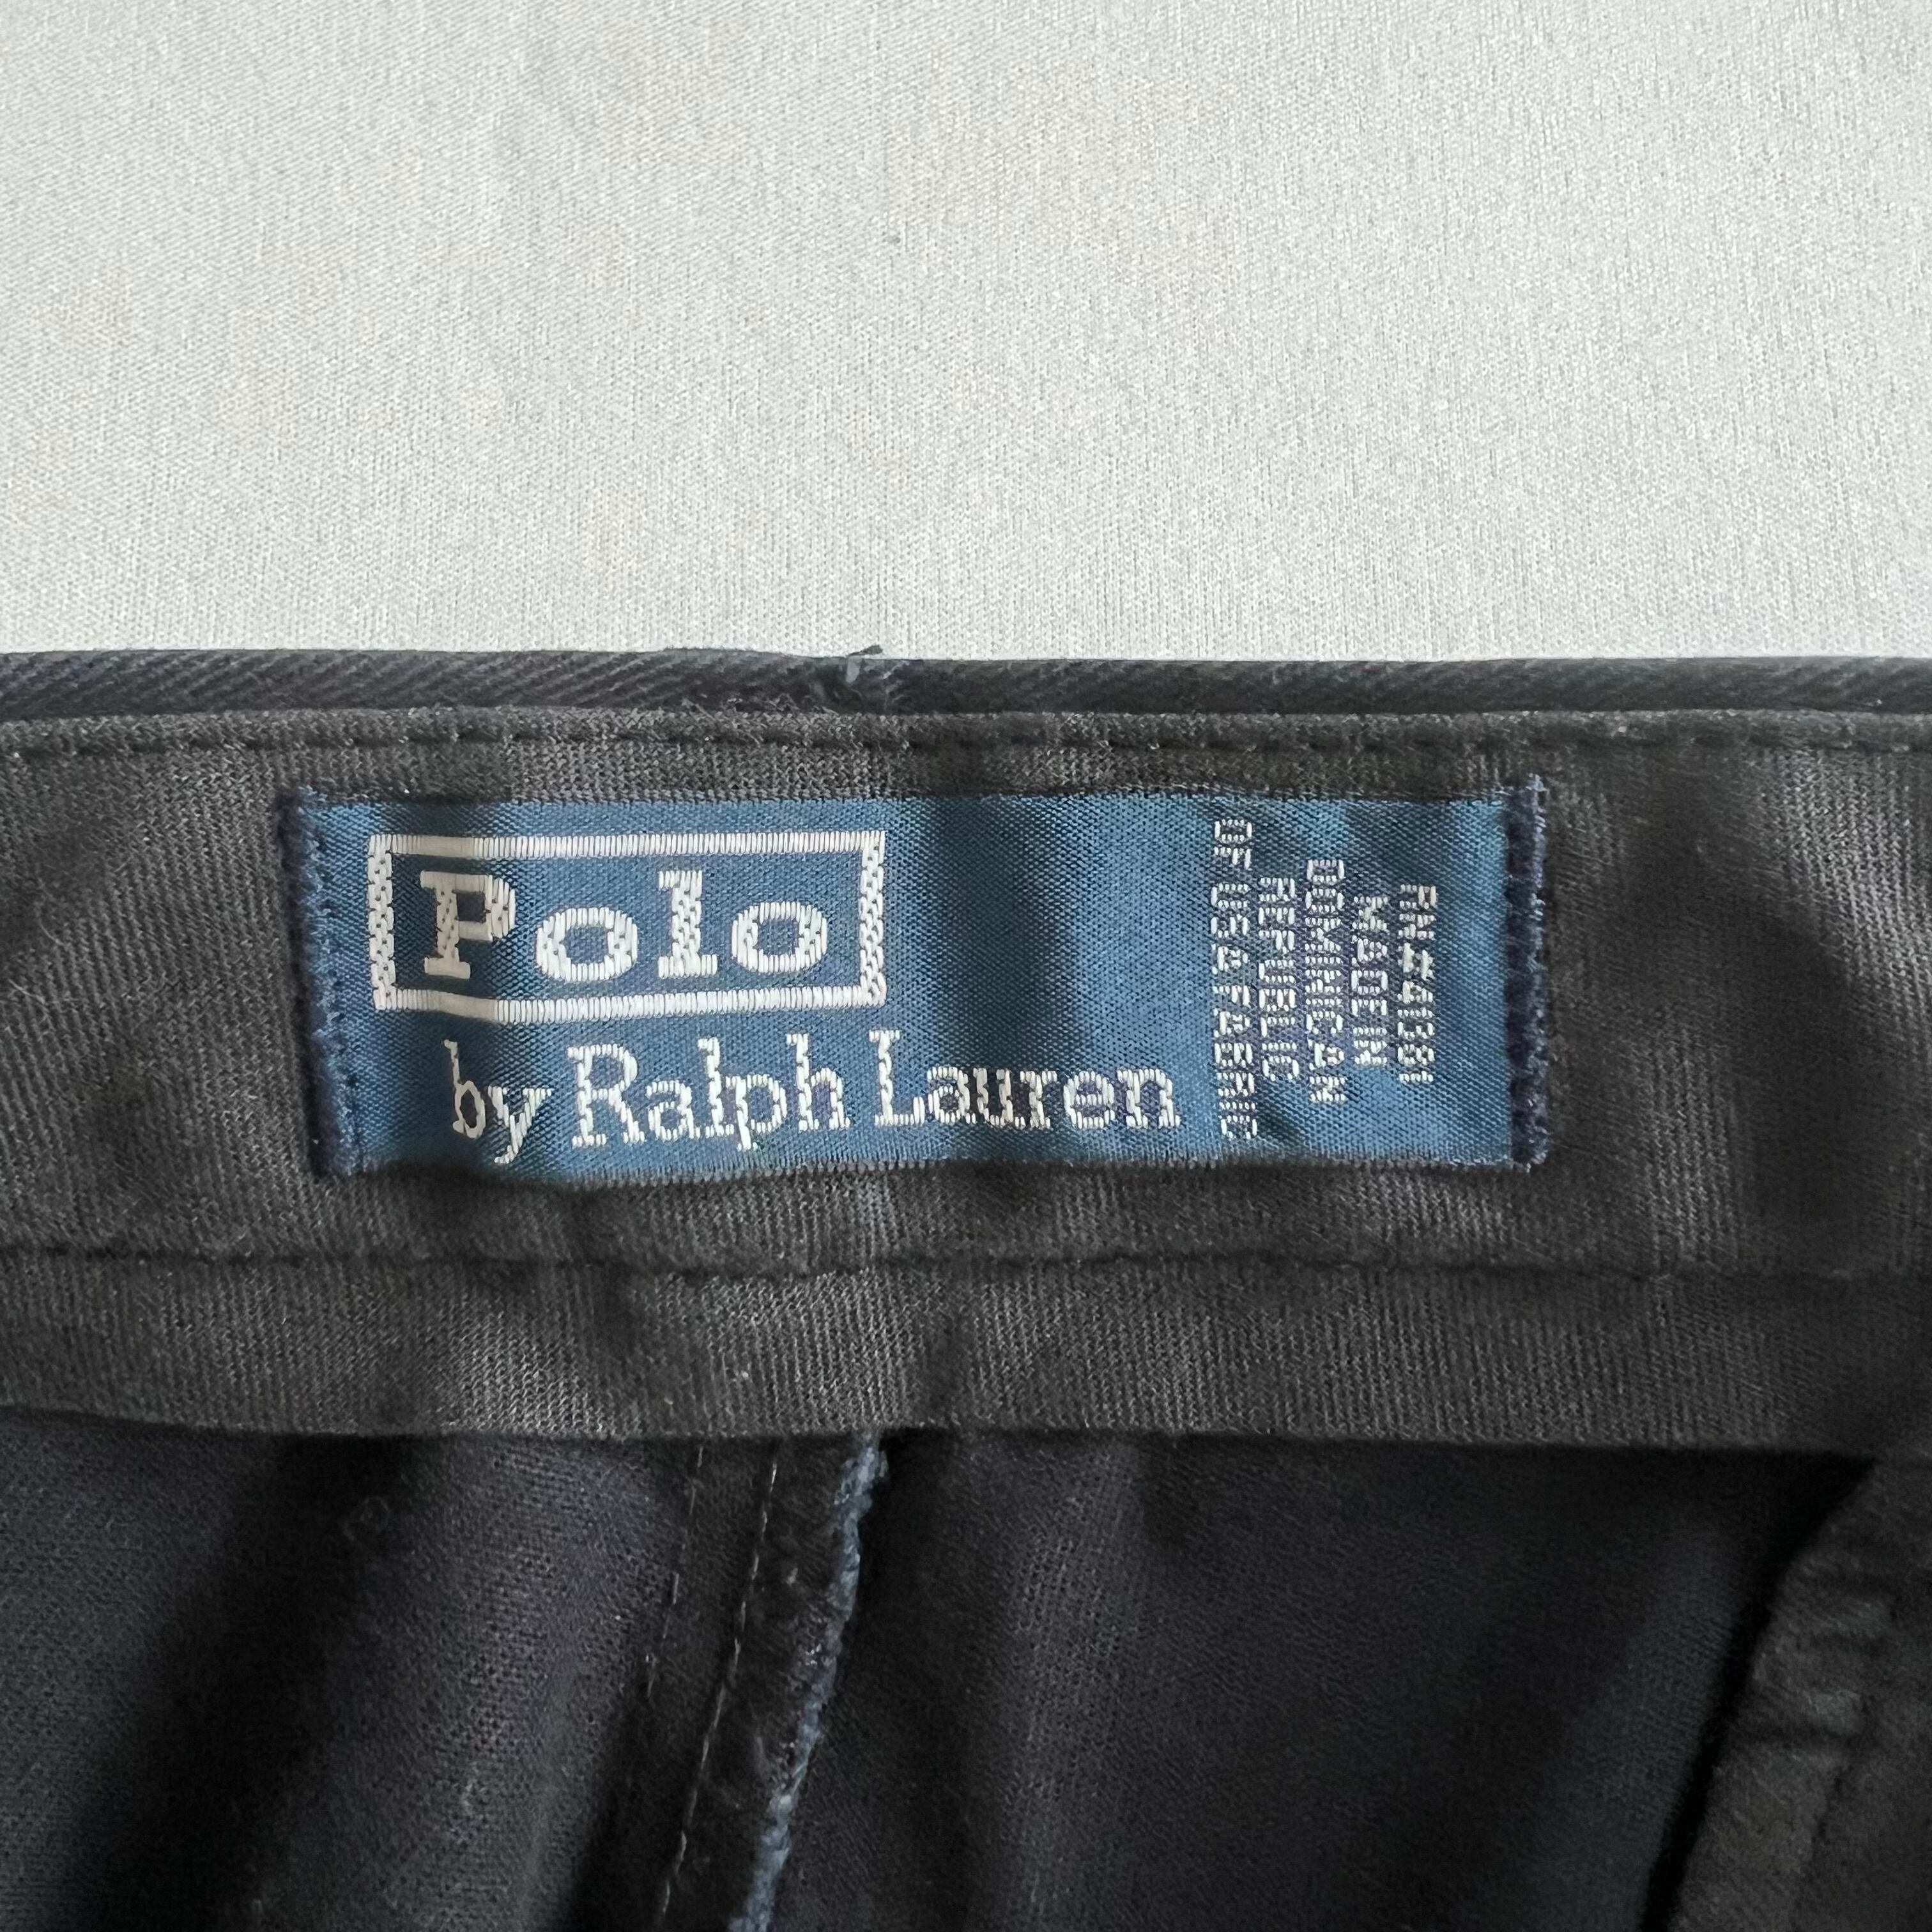 Polo
by Ralph Lauren
RN#41381
MADE IN
DOMINICAN
REPUBLIC
OF USA FABRIC